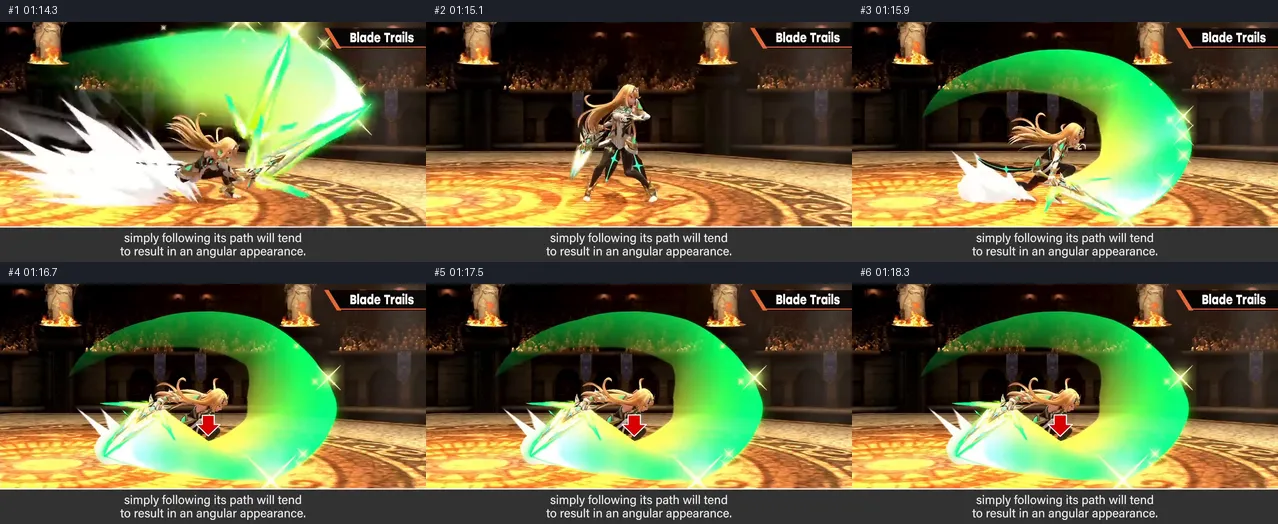 #1 01:14.3
Blade Trails
simply following its path will tend
to result in an angular appearance.
#2 01:15.1
Blade Trails
simply following its path will tend
to result in an angular appearance.
#3 01:15.9
Blade Trails
simply following its path will tend
to result in an angular appearance.
#4 01:16.7
Blade Trails
simply following its path will tend
to result in an angular appearance.
#5 01:17.5
Blade Trails
simply following its path will tend
to result in an angular appearance.
#6 01:18.3
Blade Trails
simply following its path will tend
to result in an angular appearance.